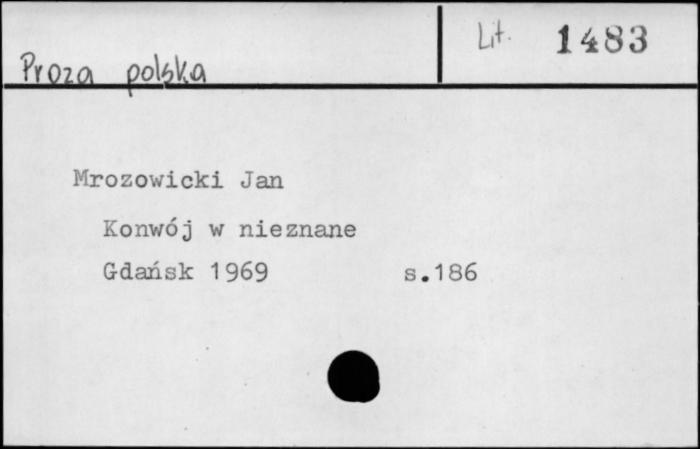 Lit. 1483
Proza polska
Mrozowicki Jan
Konwój w nieznane
Gdańsk 1969 s.186